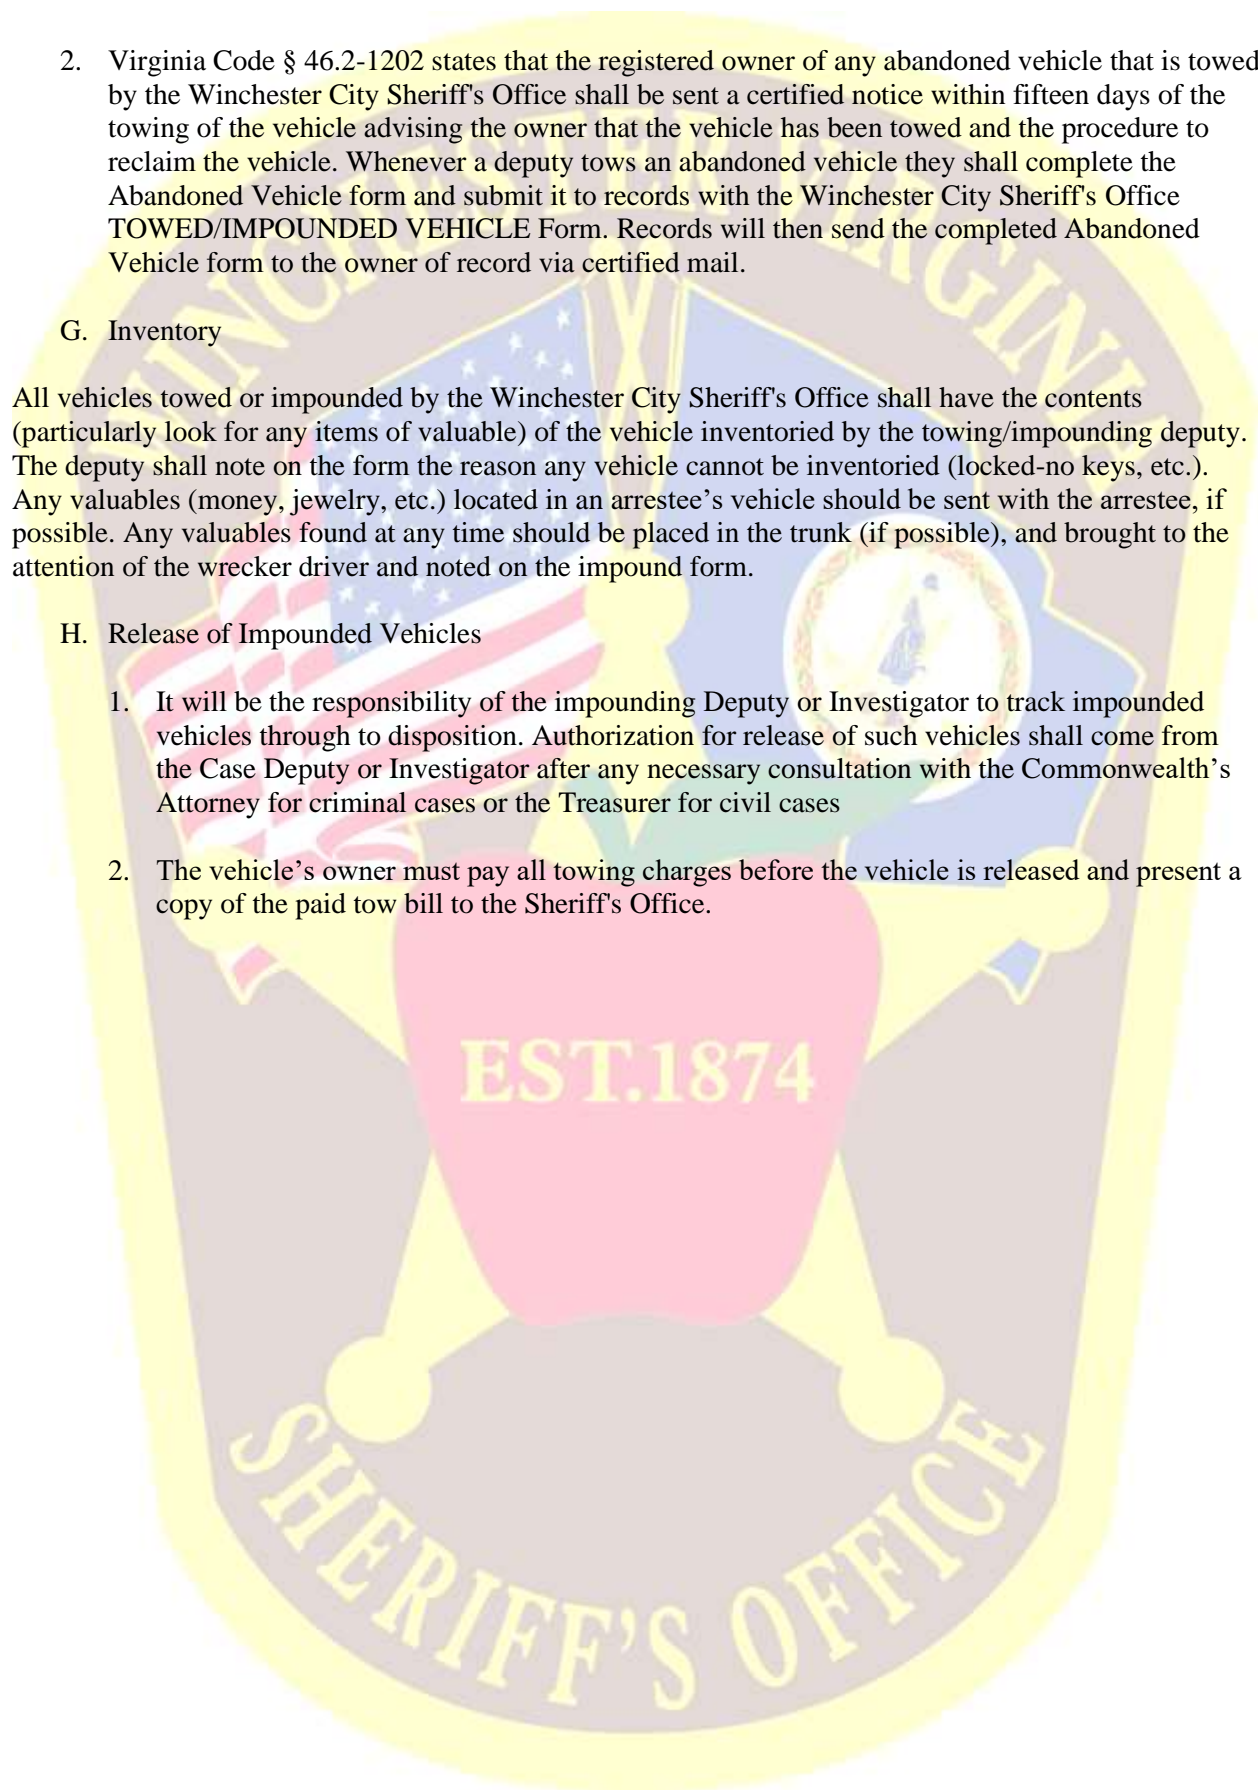 2. Virginia Code § 46.2-1202 states that the registered owner of any abandoned vehicle that is towed
by the Winchester City Sheriff's Office shall be sent a certified notice within fifteen days of the
towing of the vehicle advising the owner that the vehicle has been towed and the procedure to
reclaim the vehicle. Whenever a deputy tows an abandoned vehicle they shall complete the
Abandoned Vehicle form and submit it to records with the Winchester City Sheriff's Office
TOWED/IMPOUNDED VEHICLE Form. Records will then send the completed Abandoned
Vehicle form to the owner of record via certified mail.
G. Inventory
All vehicles towed or impounded by the Winchester City Sheriff's Office shall have the contents
(particularly look for any items of valuable) of the vehicle inventoried by the towing/impounding deputy.
The deputy shall note on the form the reason any vehicle cannot be inventoried (locked-no keys, etc.).
Any valuables (money, jewelry, etc.) located in an arrestee’s vehicle should be sent with the arrestee, if
possible. Any valuables found at any time should be placed in the trunk (if possible), and brought to the
attention of the wrecker driver and noted on the impound form.
H. Release of Impounded Vehicles
1. It will be the responsibility of the impounding Deputy or Investigator to track impounded
vehicles through to disposition. Authorization for release of such vehicles shall come from
the Case Deputy or Investigator after any necessary consultation with the Commonwealth’s
Attorney for criminal cases or the Treasurer for civil cases
2. The vehicle’s owner must pay all towing charges before the vehicle is released and present a
copy of the paid tow bill to the Sheriff's Office.
WINCHESTER VIRGINIA
EST.1874
SHERIFF'S OFFICE